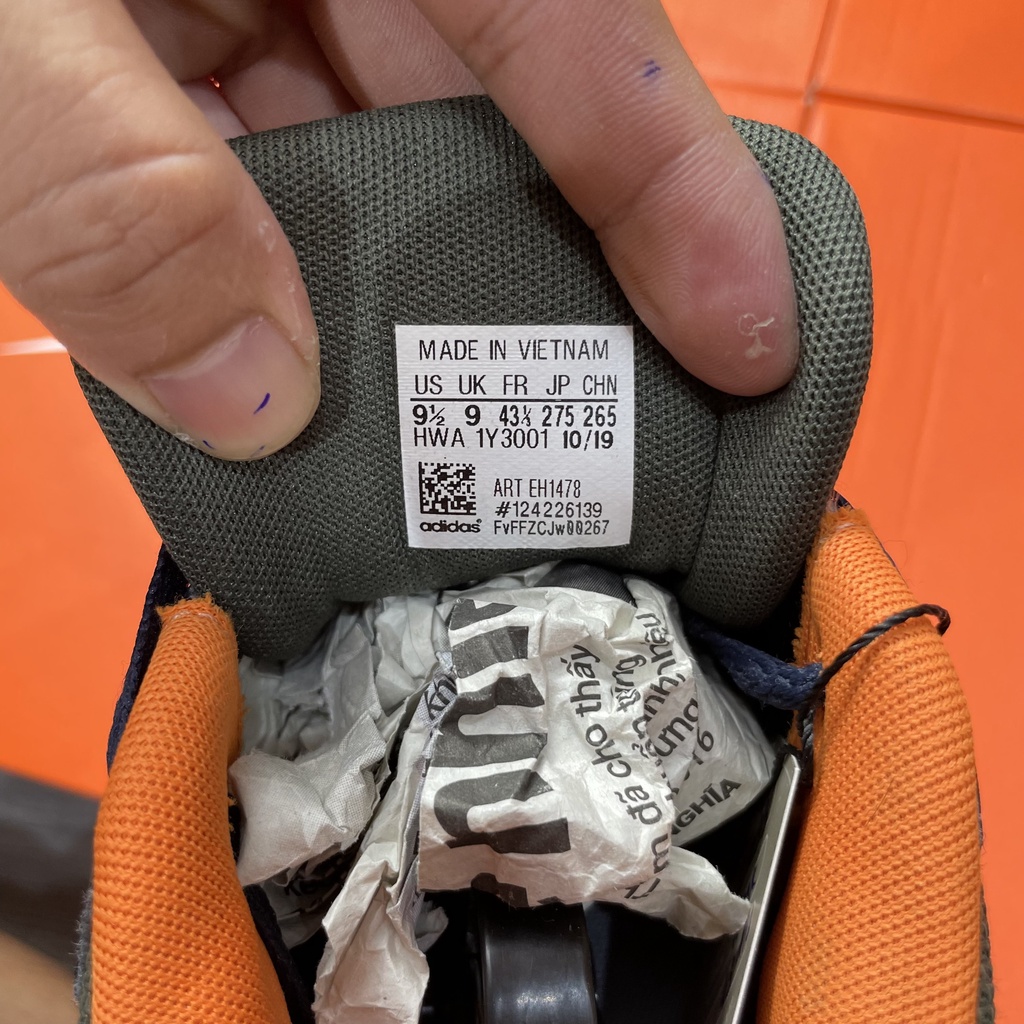 MADE IN VIETNAM
US UK FR JP CHN
9½ 9 43⅓ 275 265
HWA 1Y3001 10/19
ART EH1478
#124226139
adidas
FvFFZCJw00267
đã cho thấy
NGHĨA